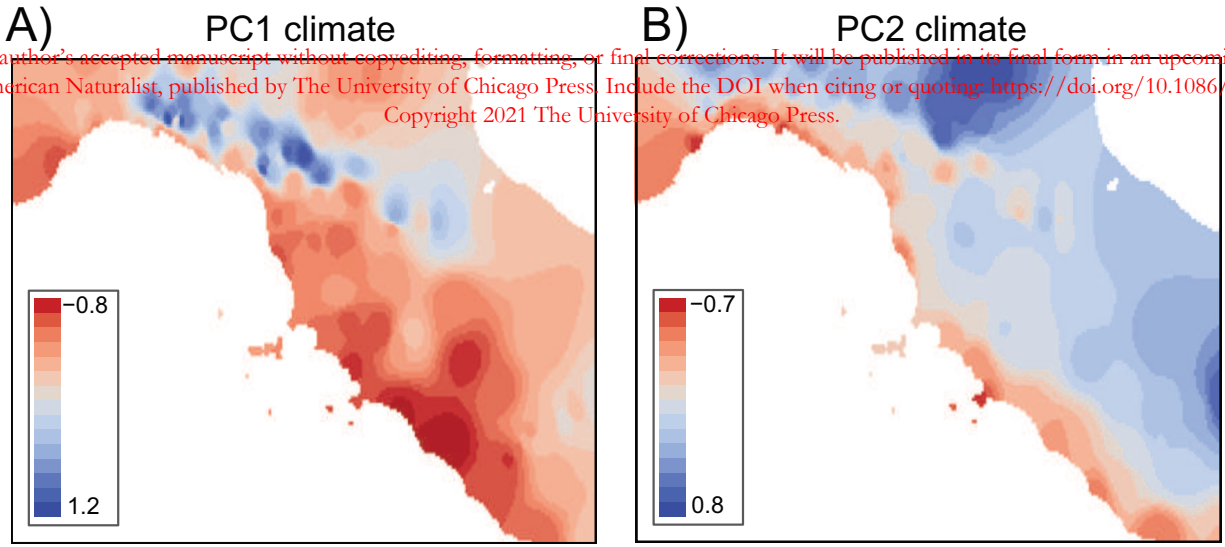 A) PC1 climate B) PC2 climate
author's accepted manuscript without copyediting, formatting, or final corrections. It will be published in its final form in an upcomi
erican Naturalist, published by The University of Chicago Press. Include the DOI when citing or quoting: https://doi.org/10.1086/
Copyright 2021 The University of Chicago Press.
−0.8
1.2
−0.7
0.8